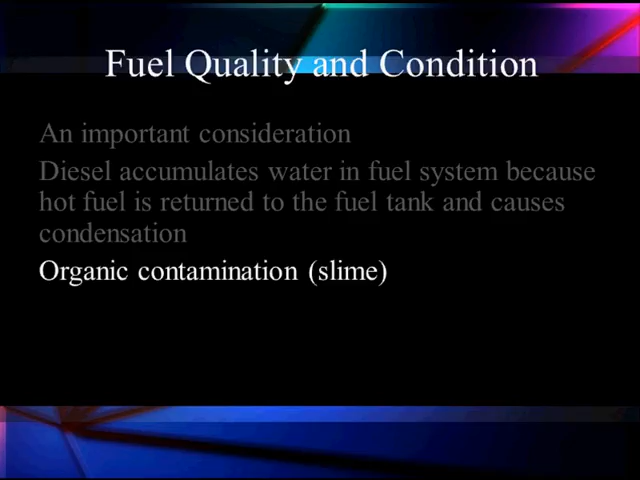 Fuel Quality and Condition
An important consideration
Diesel accumulates water in fuel system because
hot fuel is returned to the fuel tank and causes
condensation
Organic contamination (slime)